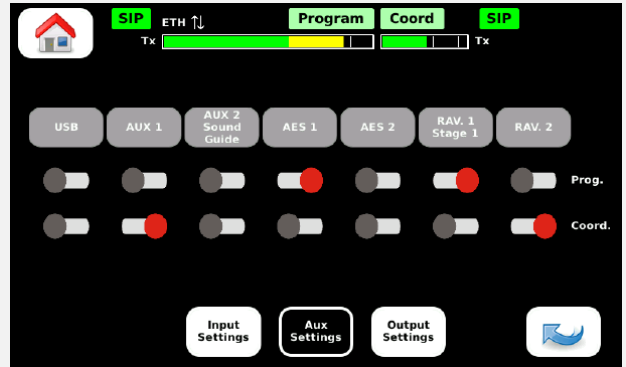 SIP ETH Program Coord SIP
Tx Tx
USB
AUX 1
AUX 2
Sound
Guide
AES 1
AES 2
RAV. 1
Stage 1
RAV. 2
Prog.
Coord.
Input
Settings
Aux
Settings
Output
Settings